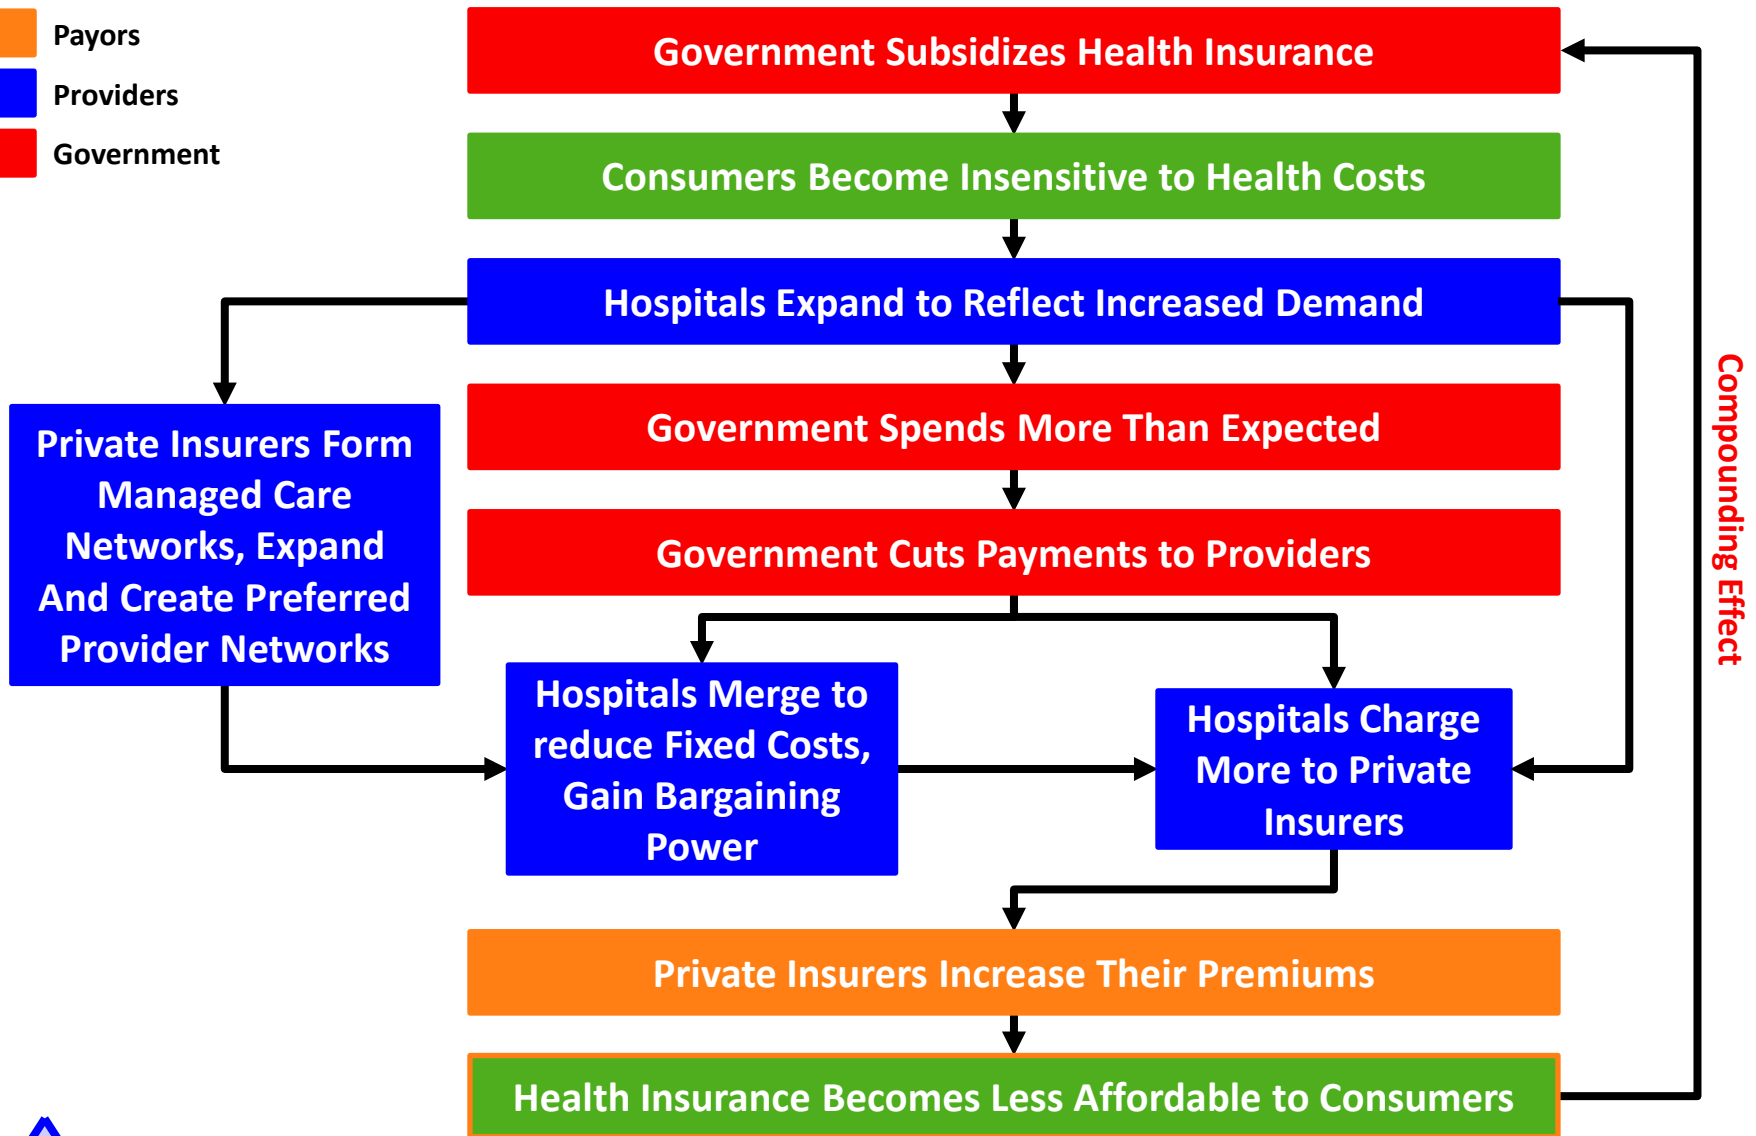 Payors
Providers
Government
Government Subsidizes Health Insurance
Consumers Become Insensitive to Health Costs
Hospitals Expand to Reflect Increased Demand
Government Spends More Than Expected
Government Cuts Payments to Providers
Private Insurers Form
Managed Care
Networks, Expand
And Create Preferred
Provider Networks
Hospitals Merge to
reduce Fixed Costs,
Gain Bargaining
Power
Hospitals Charge
More to Private
Insurers
Private Insurers Increase Their Premiums
Health Insurance Becomes Less Affordable to Consumers
Compounding Effect